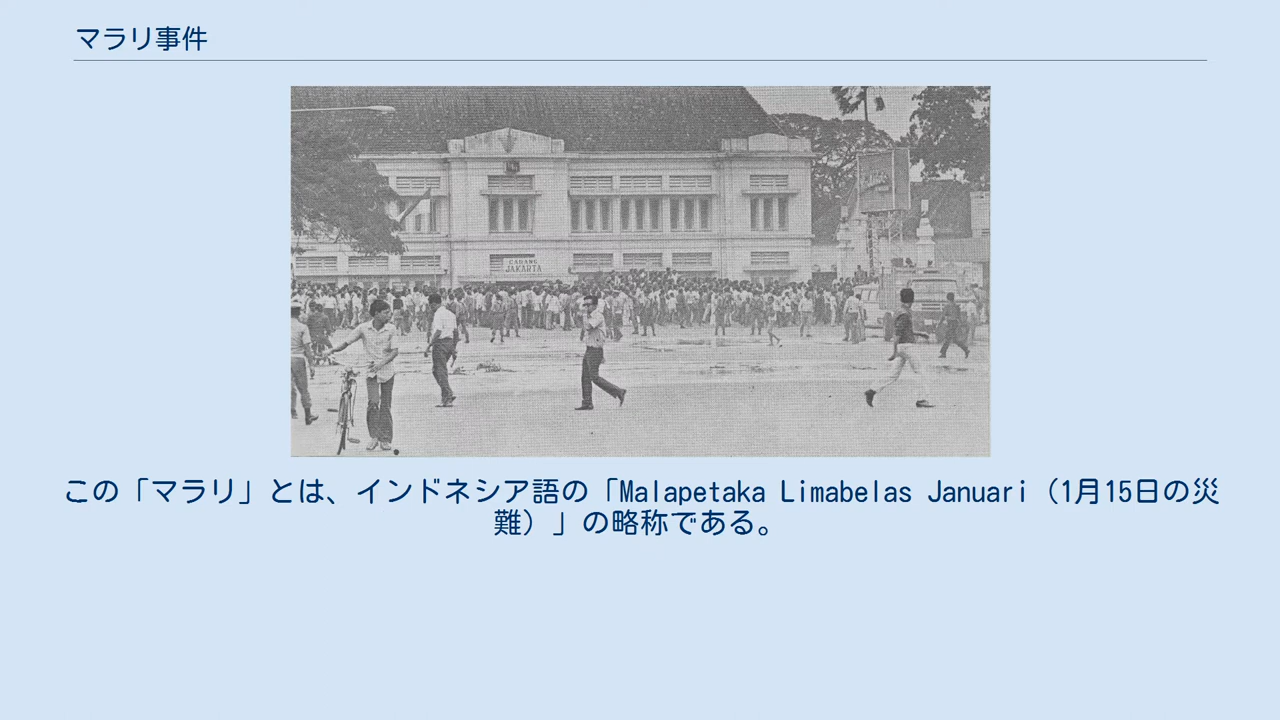 マラリ事件
CABANG
JAKARTA
この「マラリ」とは、インドネシア語の「Malapetaka Limabelas Januari（1月15日の災
難）」の略称である。